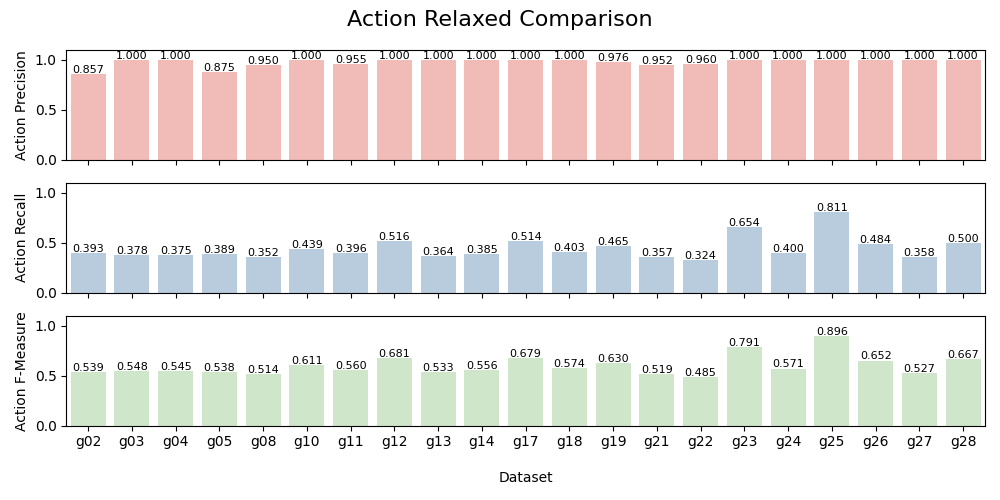 Action Relaxed Comparison
Action Precision
1.0
0.5
0.0
0.857 1.000 1.000 0.875 0.950 1.000 0.955 1.000 1.000 1.000 1.000 1.000 0.976 0.952 0.960 1.000 1.000 1.000 1.000 1.000 1.000
Action Recall
1.0
0.5
0.0
0.393 0.378 0.375 0.389 0.352 0.439 0.396 0.516 0.364 0.385 0.514 0.403 0.465 0.357 0.324 0.654 0.400 0.811 0.484 0.358 0.500
Action F-Measure
1.0
0.5
0.0
0.539 0.548 0.545 0.538 0.514 0.611 0.560 0.681 0.533 0.556 0.679 0.574 0.630 0.519 0.485 0.791 0.571 0.896 0.652 0.527 0.667
g02 g03 g04 g05 g08 g10 g11 g12 g13 g14 g17 g18 g19 g21 g22 g23 g24 g25 g26 g27 g28
Dataset